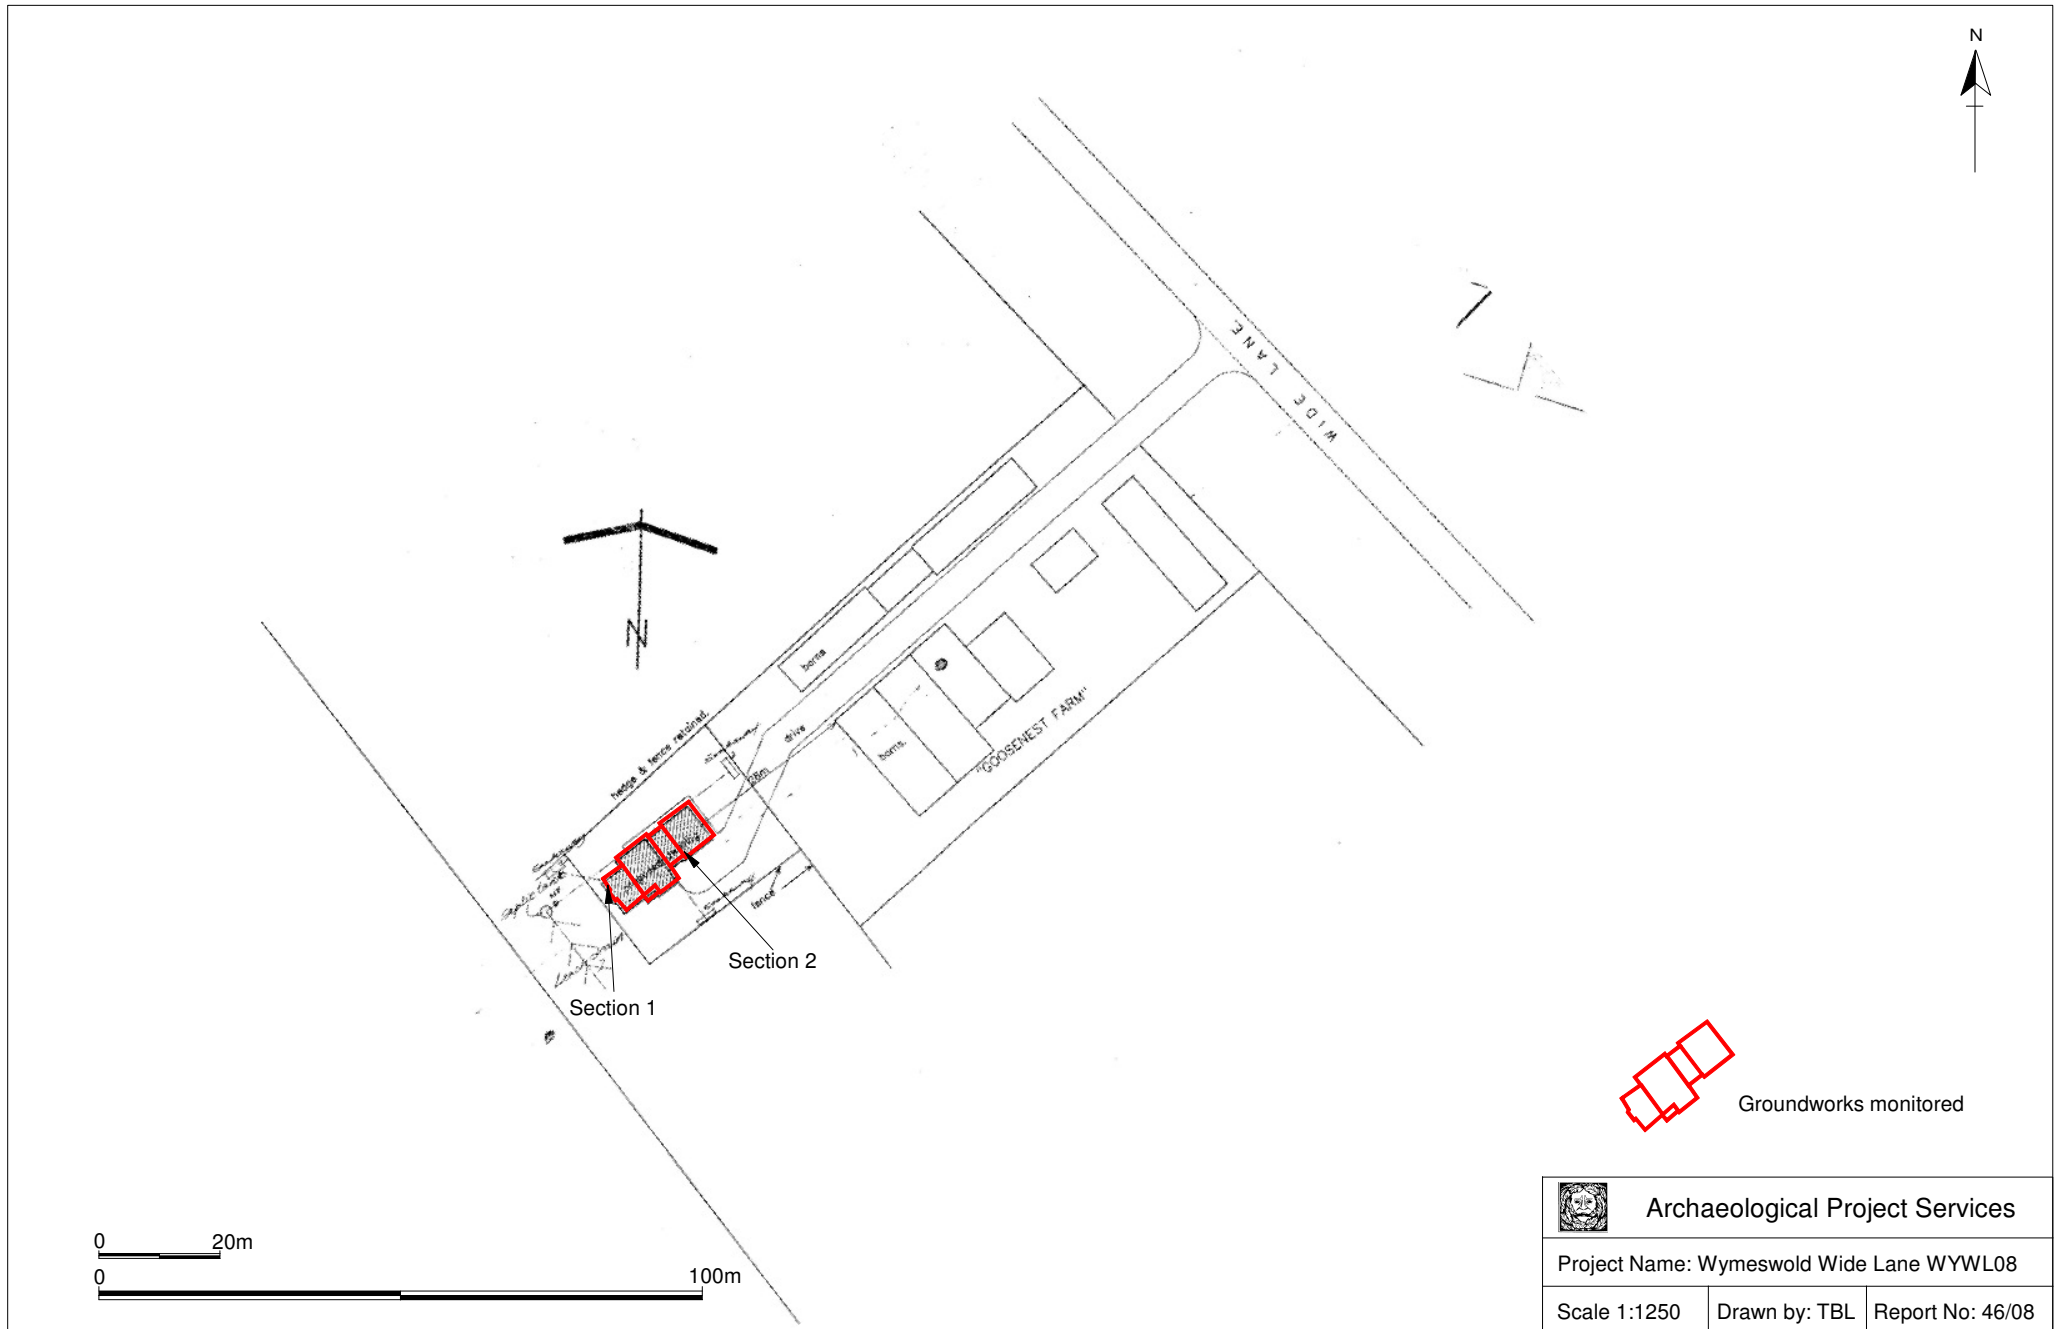 N
WIDE LANE
N
barns
hedge & fence retained.
drive
28m
barns.
"GOOSENEST FARM"
fence
Section 2
Section 1
Groundworks monitored
0 20m
0 100m
Archaeological Project Services
Project Name: Wymeswold Wide Lane WYWL08
Scale 1:1250
Drawn by: TBL
Report No: 46/08